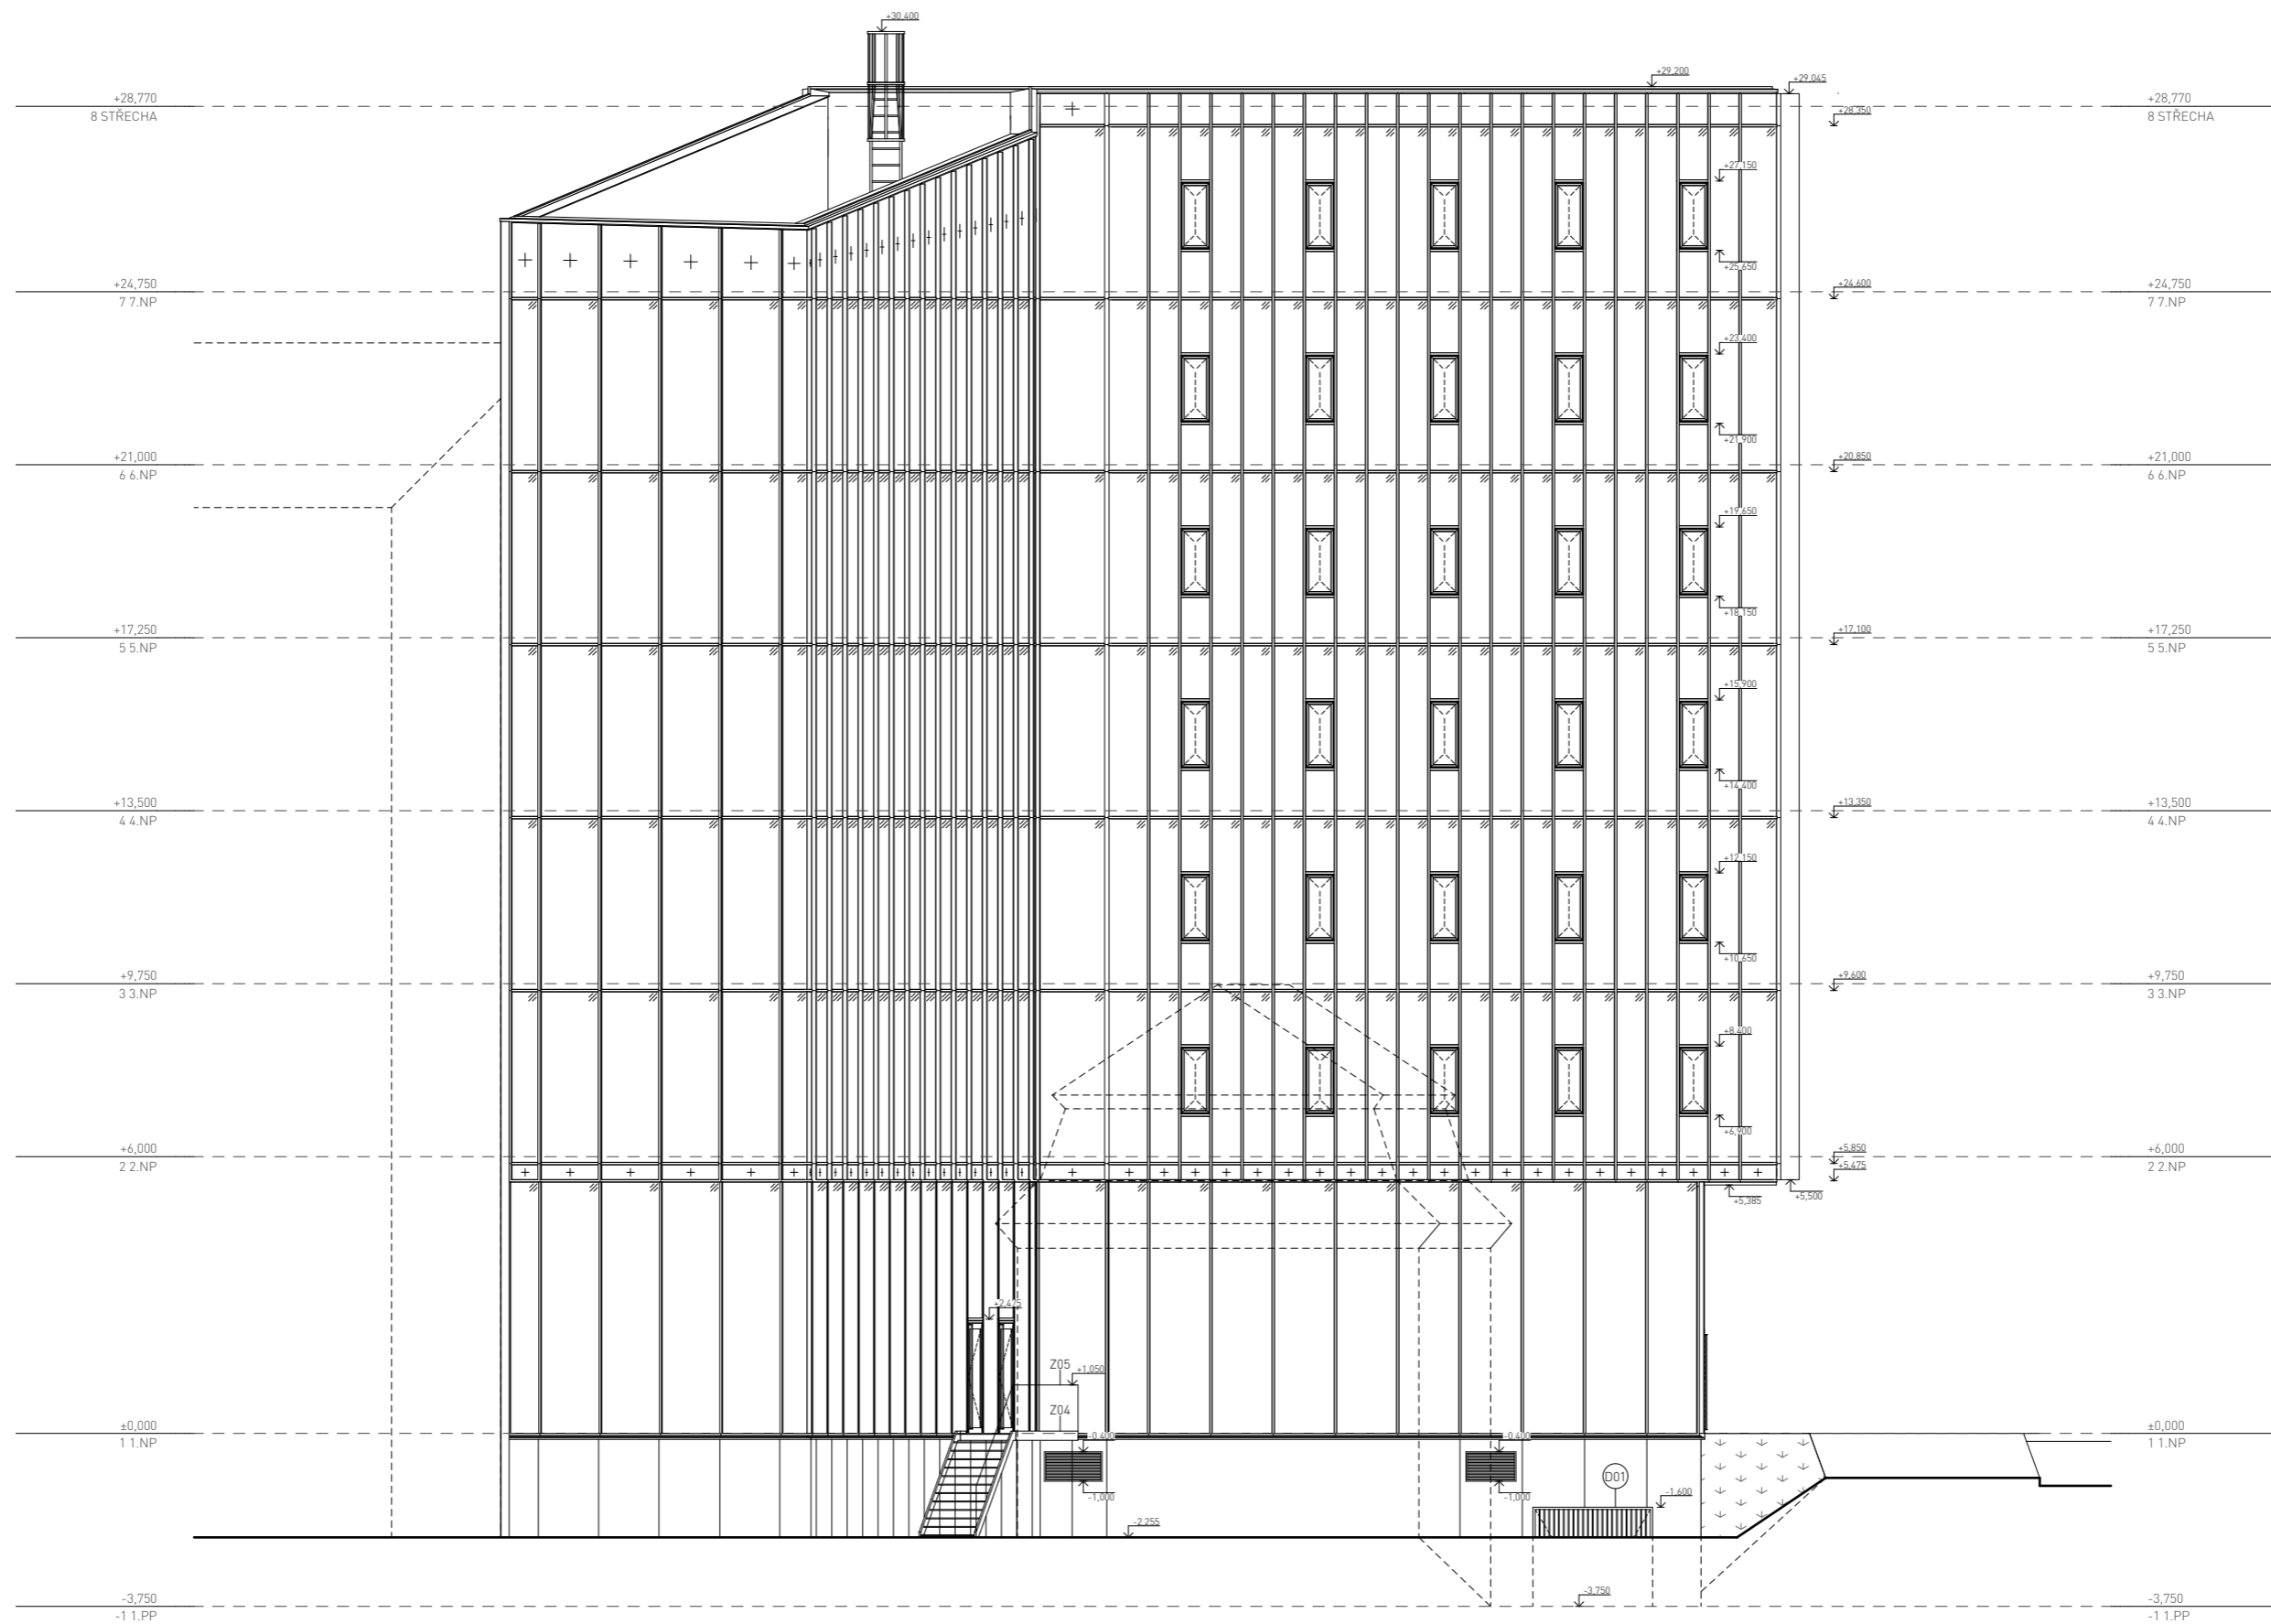 +30,400
+29,200
+29,045
+28,770
8 STŘECHA
+28,770
8 STŘECHA
+28,350
+27,150
+25,650
+24,750
7 7.NP
+24,600
+24,750
7 7.NP
+23,400
+21,900
+21,000
6 6.NP
+20,850
+21,000
6 6.NP
+19,650
+18,150
+17,250
5 5.NP
+17,100
+17,250
5 5.NP
+15,900
+14,400
+13,500
4 4.NP
+13,350
+13,500
4 4.NP
+12,150
+10,650
+9,750
3 3.NP
+9,600
+9,750
3 3.NP
+8,400
+6,900
+6,000
2 2.NP
+5,850
+6,000
2 2.NP
+5,475
+5,385
+5,500
+2,475
Z05
+1,050
Z04
±0,000
1 1.NP
-0,400
-0,400
±0,000
1 1.NP
D01
-1,000
-1,000
-1,600
-2,255
-3,750
-1 1.PP
-3,750
-3,750
-1 1.PP